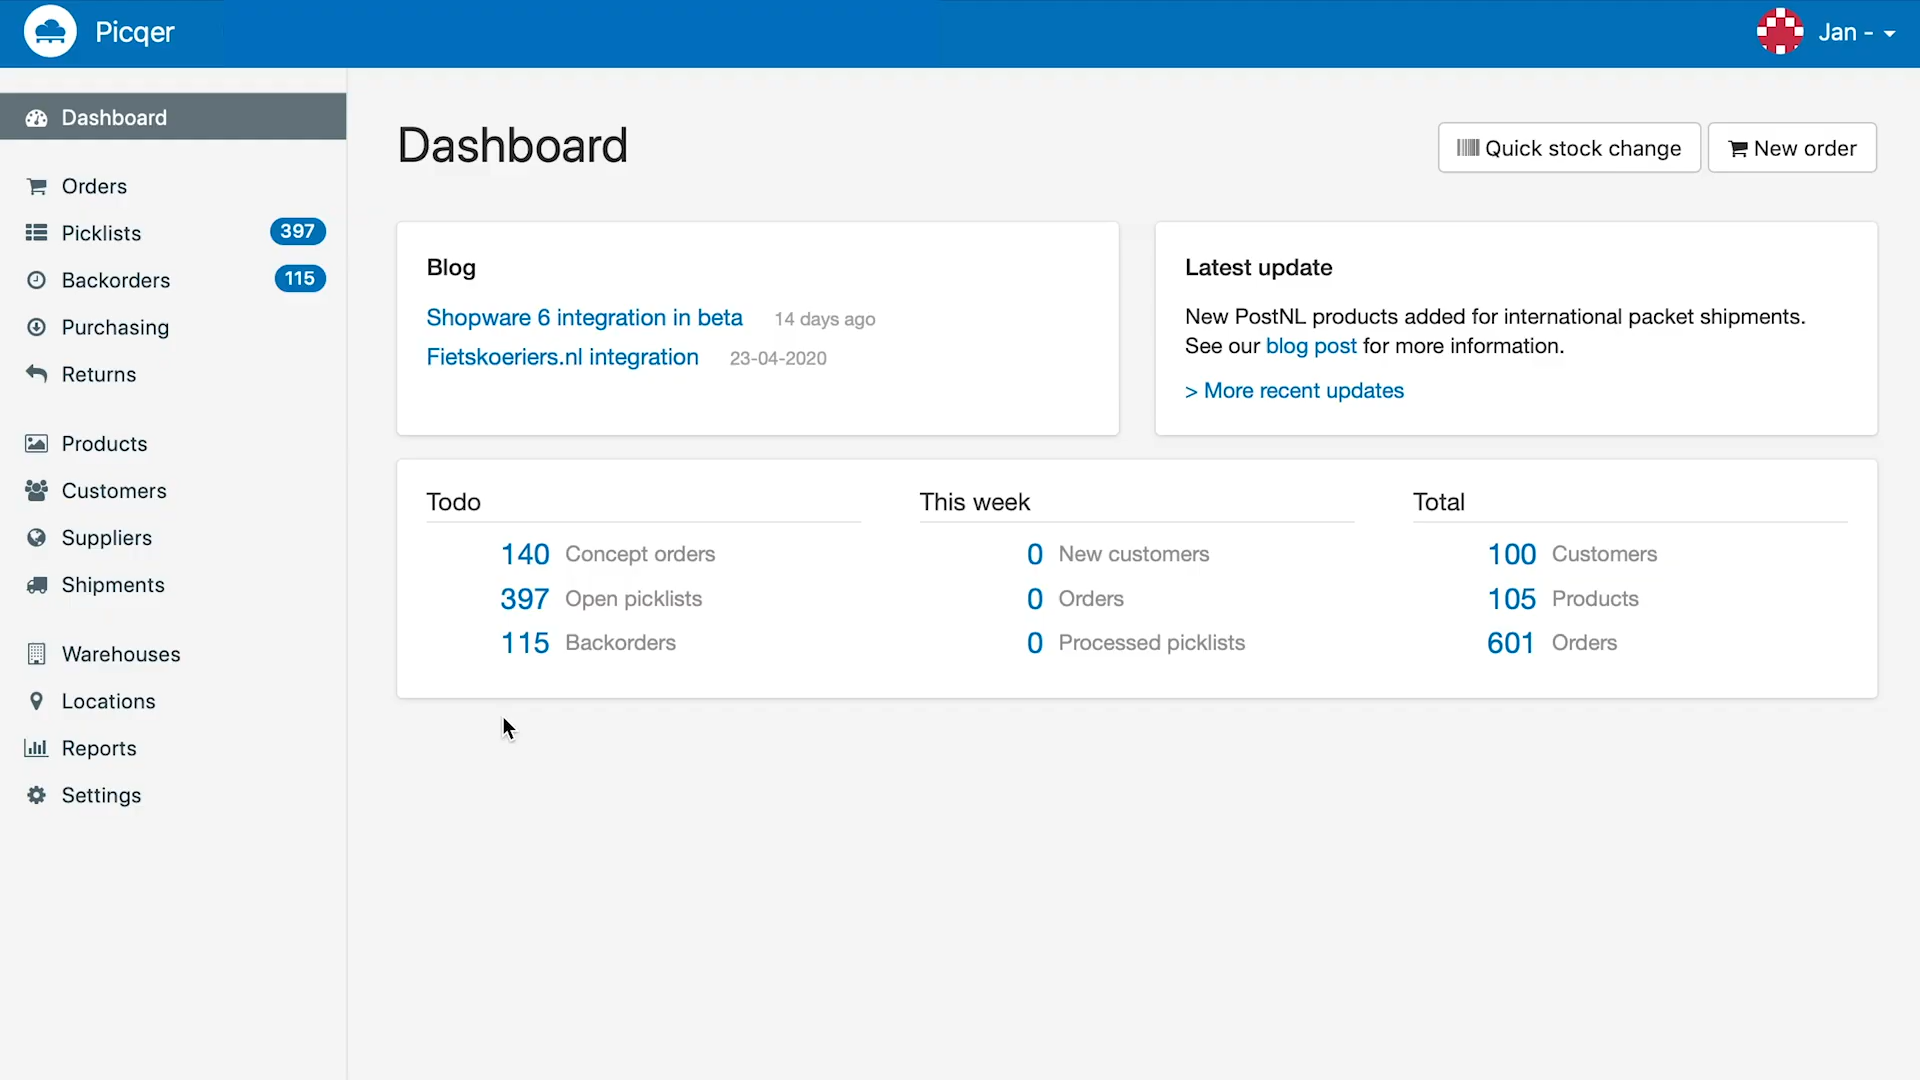 Picqer
Jan -
Dashboard
Orders
Picklists 397
Backorders 115
Purchasing
Returns
Products
Customers
Suppliers
Shipments
Warehouses
Locations
Reports
Settings
Dashboard
Quick stock change
New order
Blog
Shopware 6 integration in beta 14 days ago
Fietskoeriers.nl integration 23-04-2020
Latest update
New PostNL products added for international packet shipments.
See our blog post for more information.
> More recent updates
Todo
140 Concept orders
397 Open picklists
115 Backorders
This week
0 New customers
0 Orders
0 Processed picklists
Total
100 Customers
105 Products
601 Orders